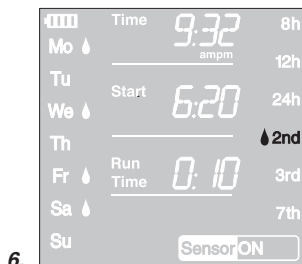 Time 9:32 8h
ampm
Mo
12h
Tu
Start 6:20 24h
We
2nd
Th
Run Time 0:10 3rd
Fr
Sa 7th
Su
Sensor ON
6.